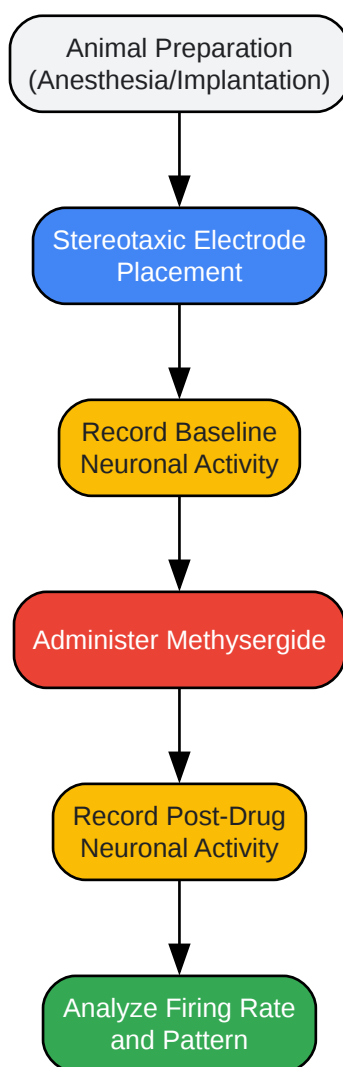 Animal Preparation
(Anesthesia/Implantation)
Stereotaxic Electrode
Placement
Record Baseline
Neuronal Activity
Administer Methysergide
Record Post-Drug
Neuronal Activity
Analyze Firing Rate
and Pattern